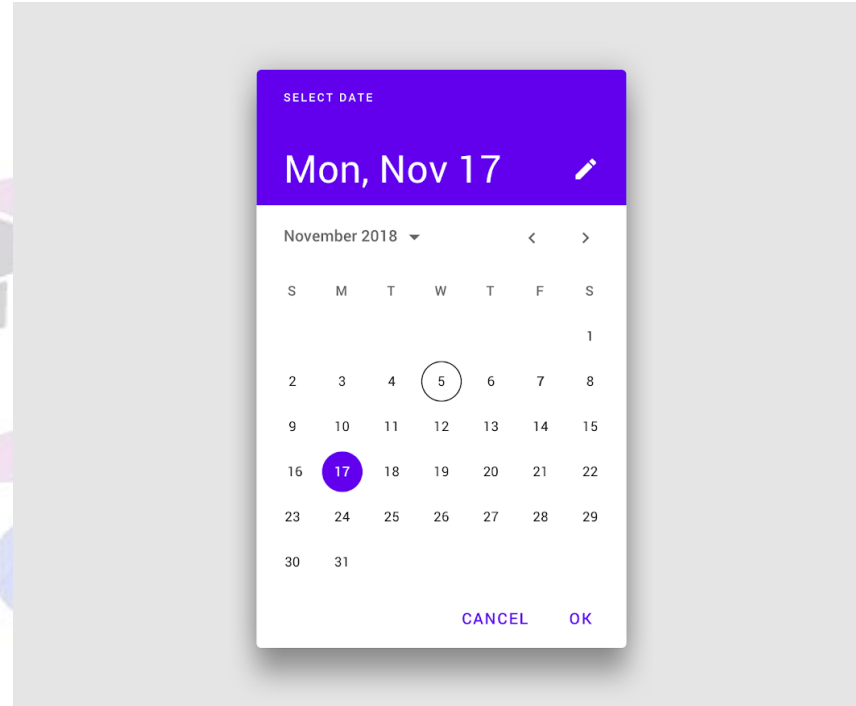 SELECT DATE
Mon, Nov 17
November 2018
S M T W T F S
1
2 3 4 5 6 7 8
9 10 11 12 13 14 15
16 17 18 19 20 21 22
23 24 25 26 27 28 29
30 31
CANCEL OK